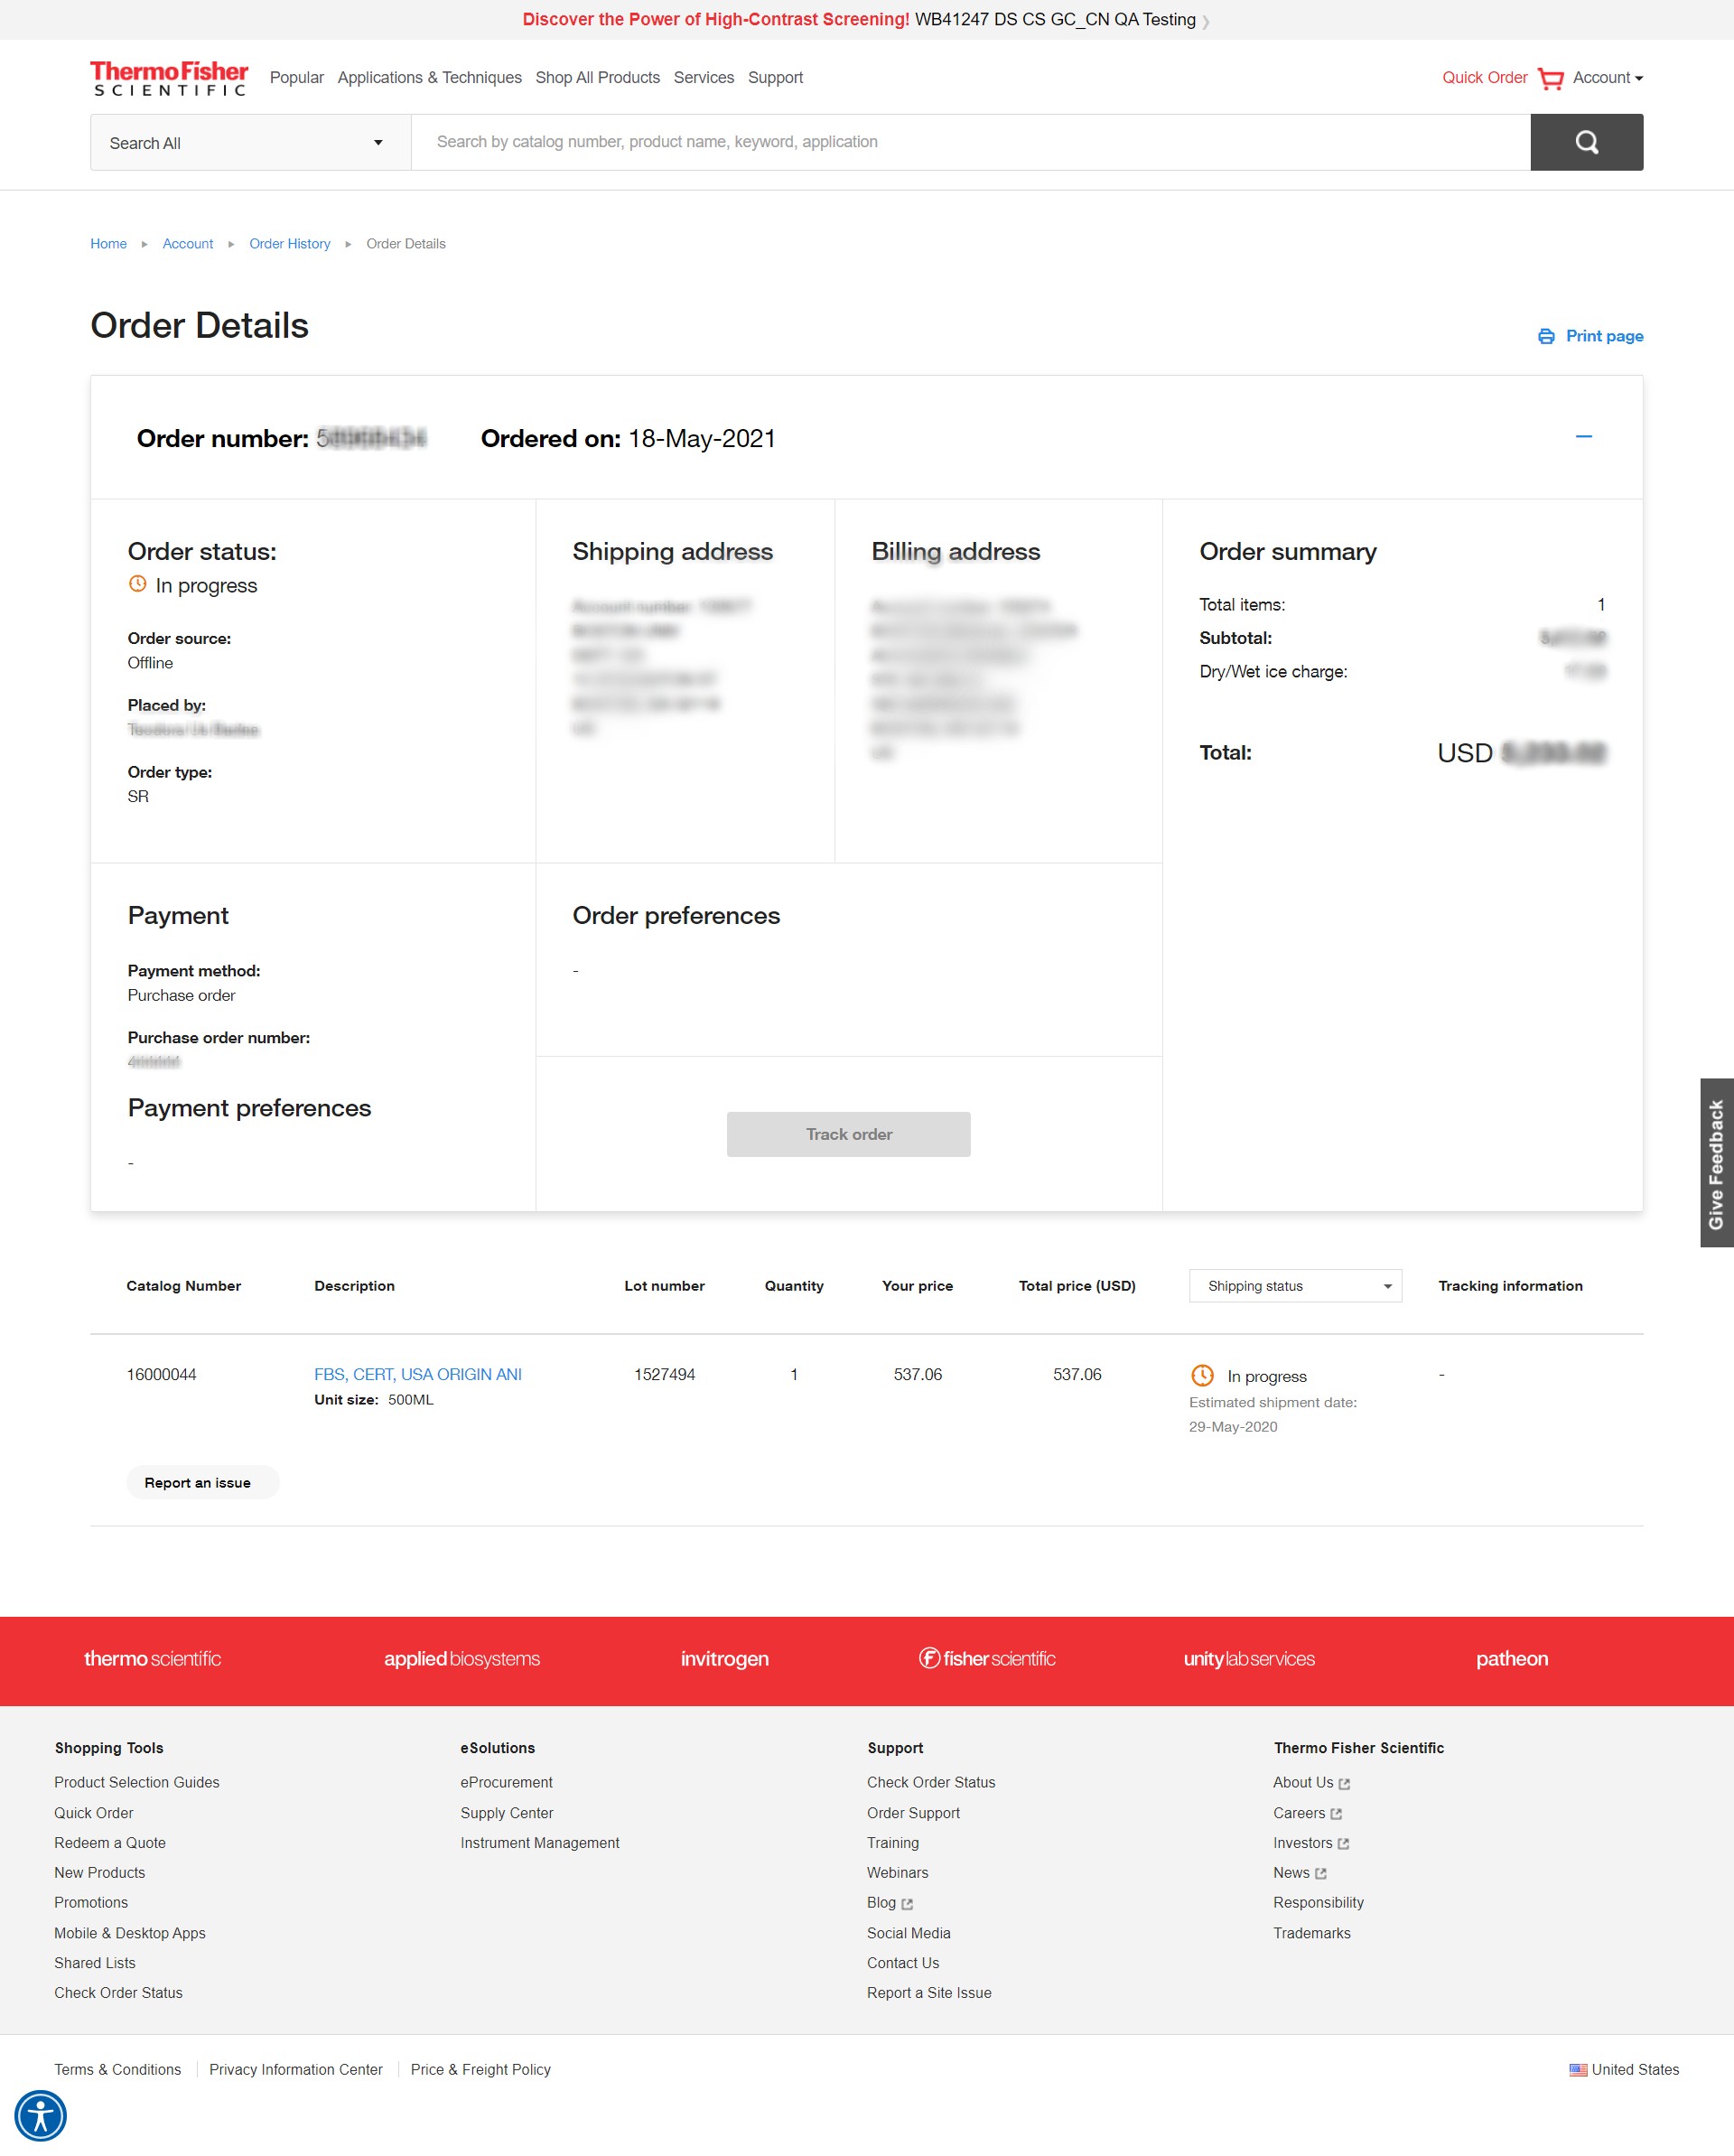 Discover the Power of High-Contrast Screening! WB41247 DS CS GC_CN QA Testing
ThermoFisher
SCIENTIFIC
Popular Applications & Techniques Shop All Products Services Support
Quick Order Account
Search All
Search by catalog number, product name, keyword, application
Home Account Order History Order Details
Order Details
Print page
Order number:
Ordered on: 18-May-2021
Order status:
In progress
Order source:
Offline
Placed by:
Order type:
SR
Shipping address
Billing address
Order summary
Total items: 1
Subtotal:
Dry/Wet ice charge:
Total: USD
Payment
Payment method:
Purchase order
Purchase order number:
Payment preferences
-
Order preferences
-
Track order
Give Feedback
Catalog Number Description Lot number Quantity Your price Total price (USD) Shipping status Tracking information
16000044 FBS, CERT, USA ORIGIN ANI 1527494 1 537.06 537.06 In progress -
Unit size: 500ML
Estimated shipment date:
29-May-2020
Report an issue
thermo scientific applied biosystems invitrogen fisher scientific unity lab services patheon
Shopping Tools
Product Selection Guides
Quick Order
Redeem a Quote
New Products
Promotions
Mobile & Desktop Apps
Shared Lists
Check Order Status
eSolutions
eProcurement
Supply Center
Instrument Management
Support
Check Order Status
Order Support
Training
Webinars
Blog
Social Media
Contact Us
Report a Site Issue
Thermo Fisher Scientific
About Us
Careers
Investors
News
Responsibility
Trademarks
Terms & Conditions Privacy Information Center Price & Freight Policy
United States